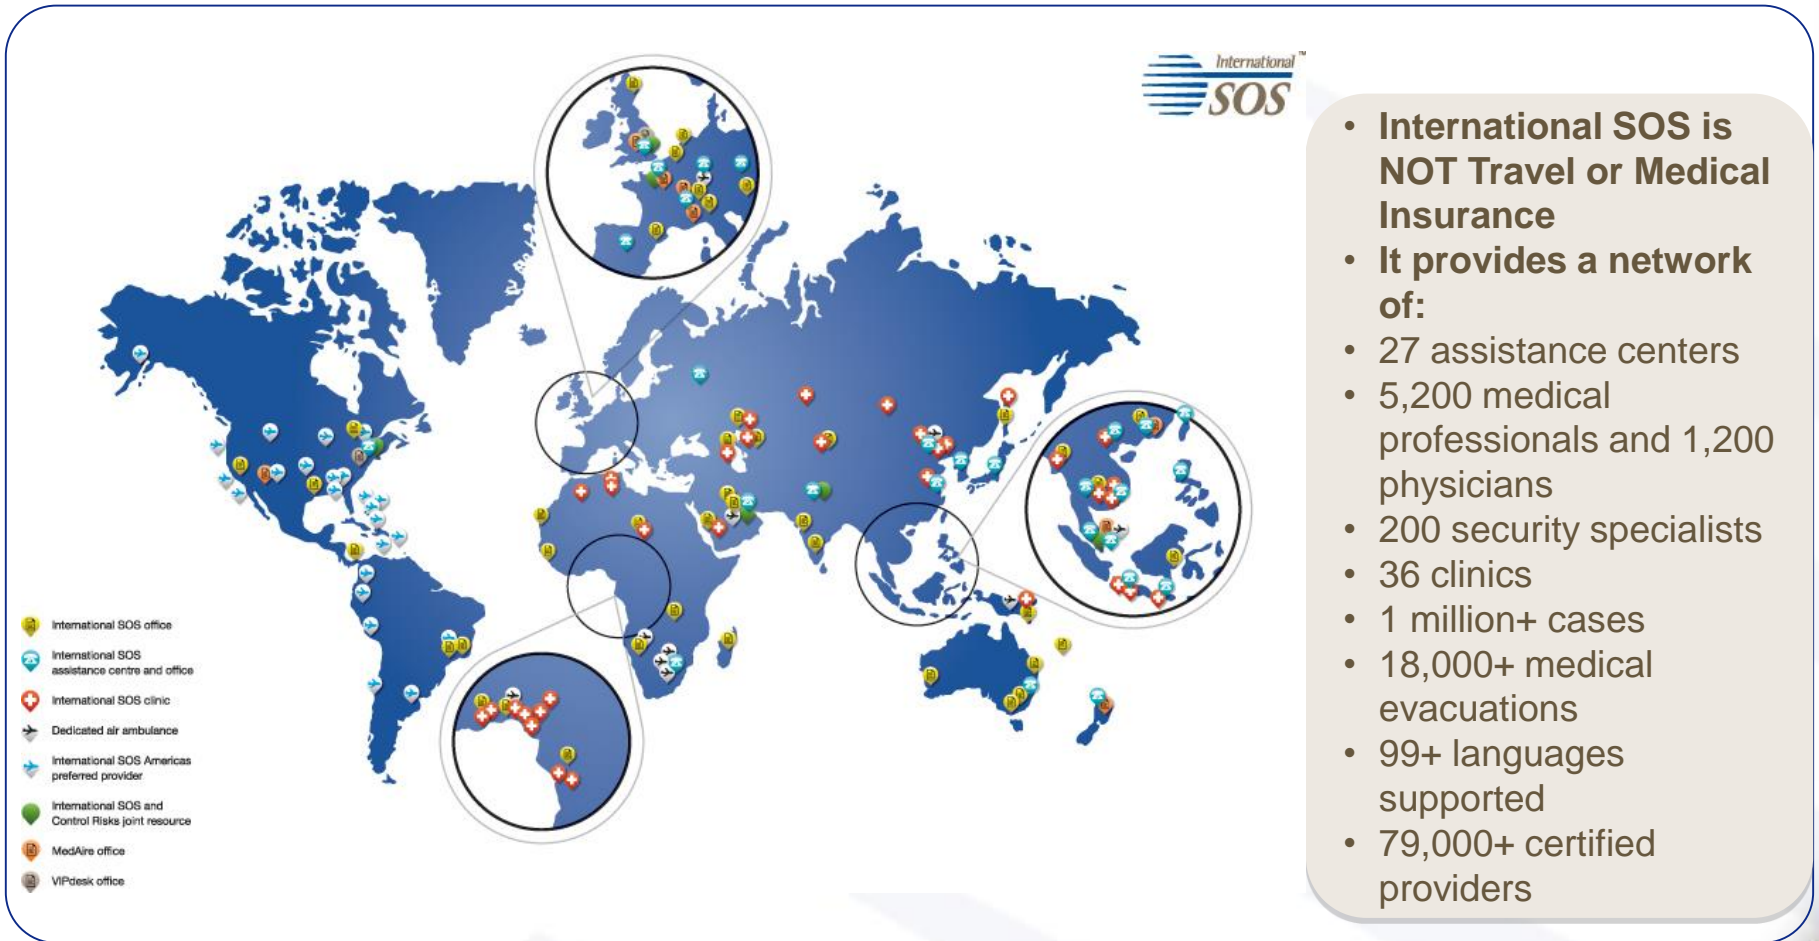 International
SOS
TM
• International SOS is
NOT Travel or Medical
Insurance
• It provides a network
of:
• 27 assistance centers
• 5,200 medical
professionals and 1,200
physicians
• 200 security specialists
• 36 clinics
• 1 million+ cases
• 18,000+ medical
evacuations
• 99+ languages
supported
• 79,000+ certified
providers
International SOS office
International SOS
assistance centre and office
International SOS clinic
Dedicated air ambulance
International SOS Americas
preferred provider
International SOS and
Control Risks joint resource
MedAire office
VIPdesk office